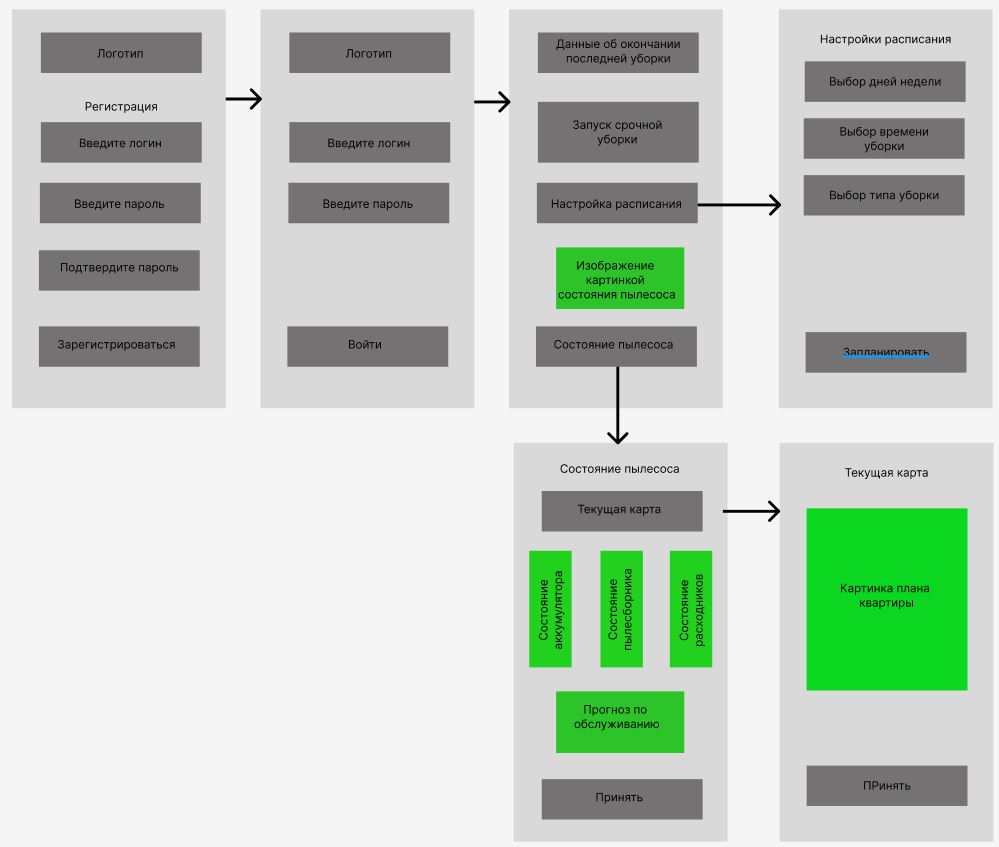 Логотип
Регистрация
Введите логин
Введите пароль
Подтвердите пароль
Зарегистрироваться
Логотип
Введите логин
Введите пароль
Войти
Данные об окончании
последней уборки
Запуск срочной
уборки
Настройка расписания
Изображение
картинкой
состояния пылесоса
Состояние пылесоса
Настройки расписания
Выбор дней недели
Выбор времени
уборки
Выбор типа уборки
Запланировать
Состояние пылесоса
Текущая карта
Состояние
аккумулятора
Состояние
пылесборника
Состояние
расходников
Прогноз по
обслуживанию
Принять
Текущая карта
Картинка плана
квартиры
ПРинять